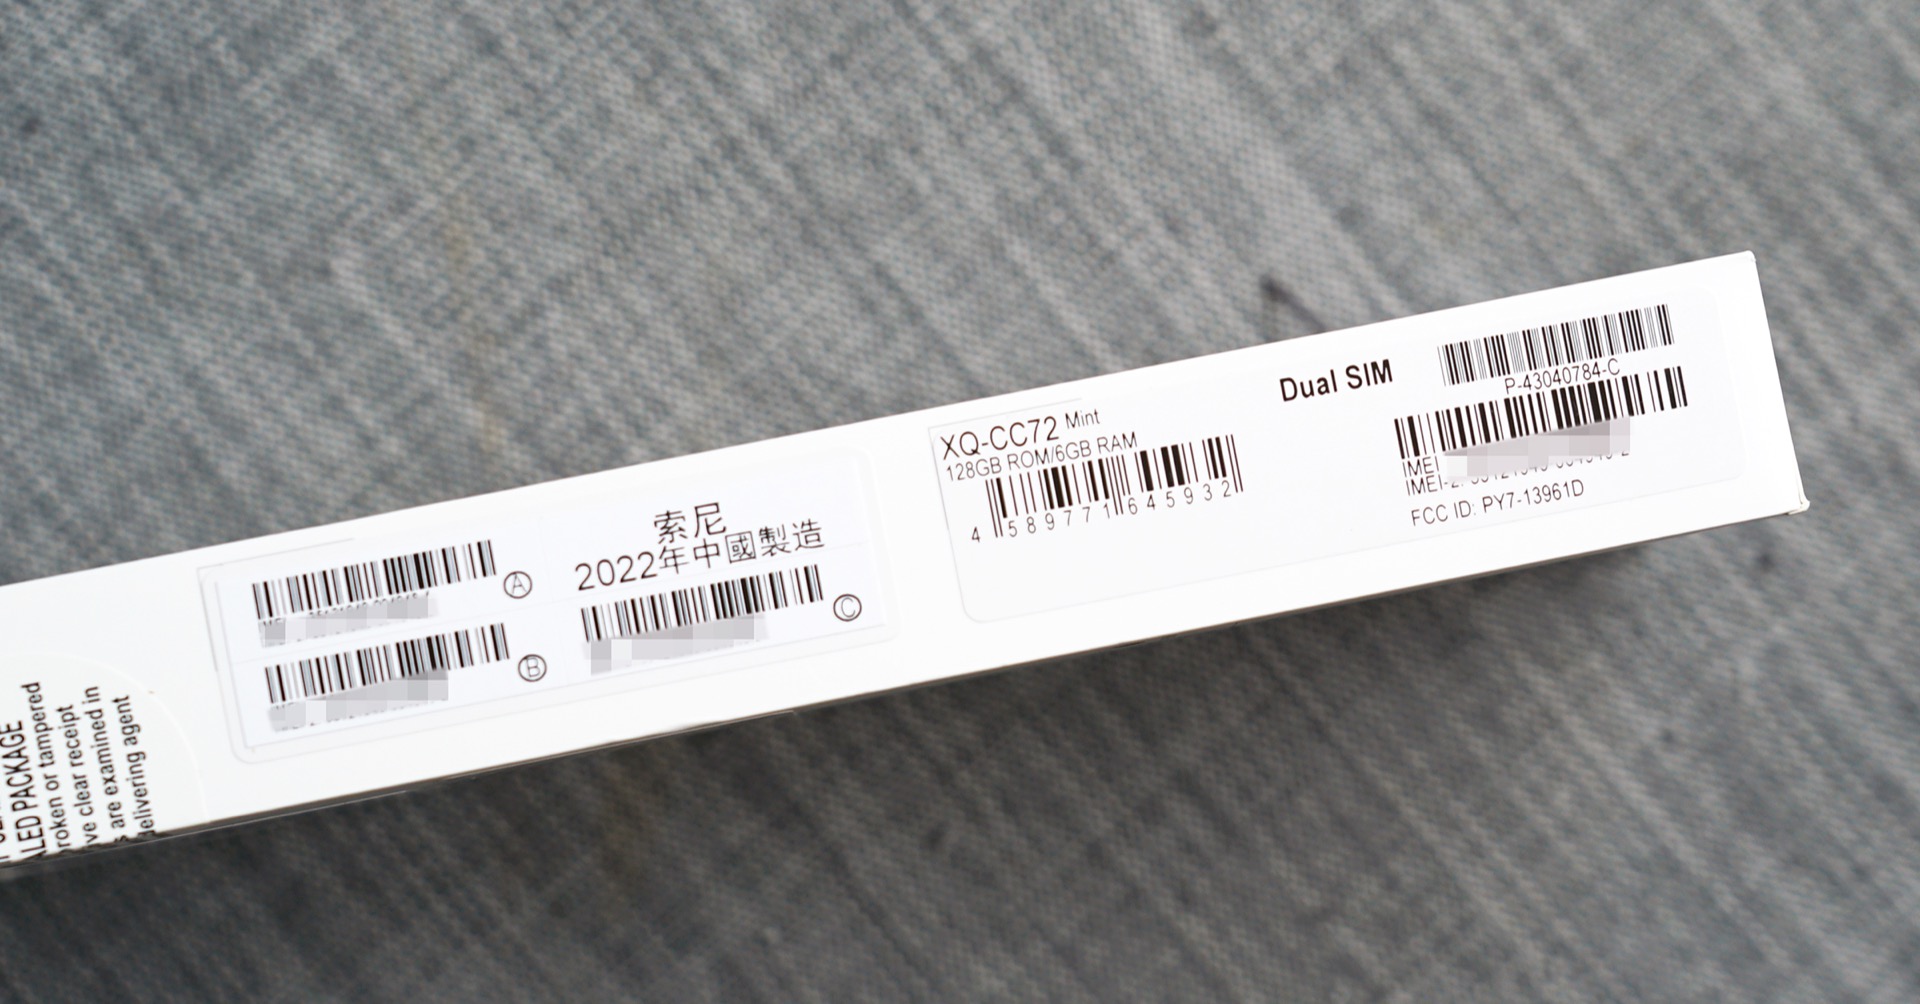 ALED PACKAGE
roken or tampered
ve clear receipt
are examined in
delivering agent
A
B
索尼
2022年中國製造
C
XQ-CC72 Mint
128GB ROM/6GB RAM
4 589771 645932
Dual SIM
P-43040784-C
IMEI
IMEI-2:
FCC ID: PY7-13961D